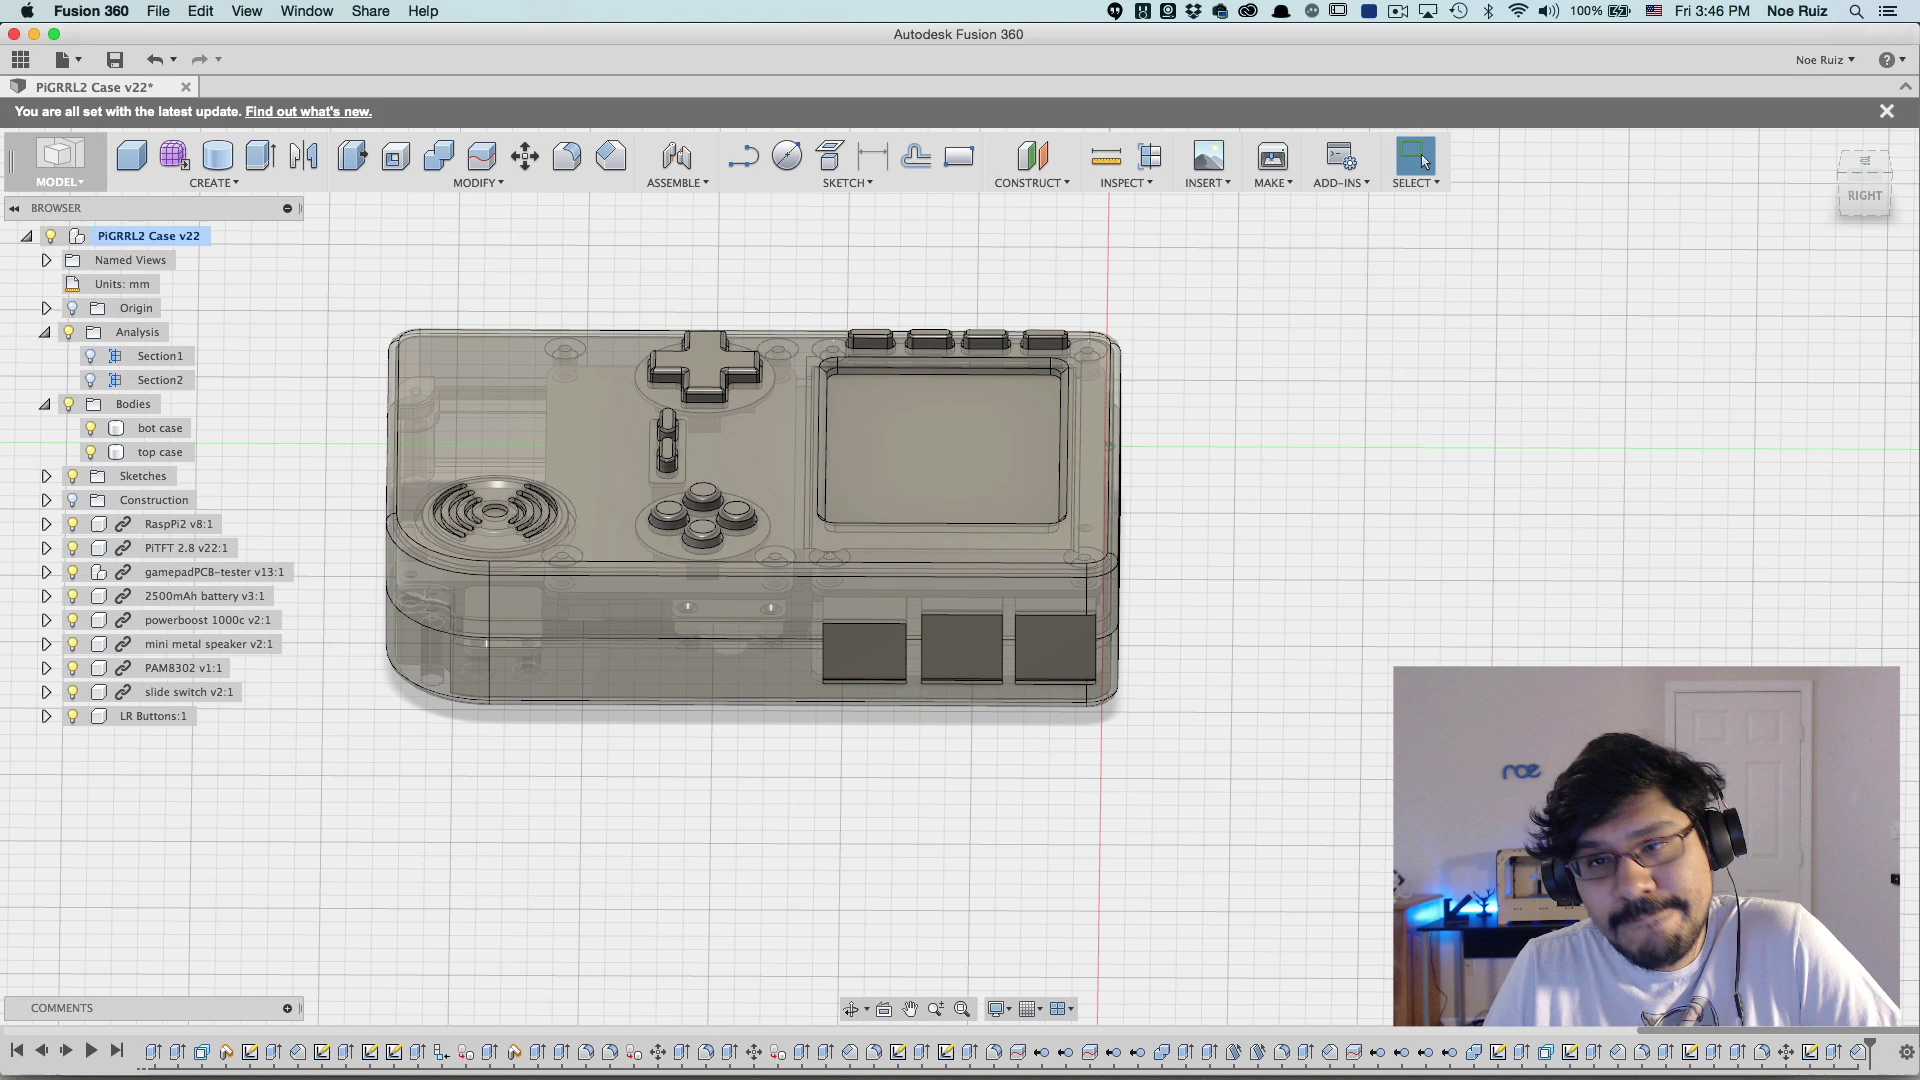 Fusion 360 File Edit View Window Share Help 100% Fri 3:46 PM Noe Ruiz
Autodesk Fusion 360
Noe Ruiz
PiGRRL2 Case v22*
You are all set with the latest update. Find out what's new.
MODEL CREATE MODIFY ASSEMBLE SKETCH CONSTRUCT INSPECT INSERT MAKE ADD-INS SELECT
RIGHT
BROWSER
PiGRRL2 Case v22
Named Views
Units: mm
Origin
Analysis
Section1
Section2
Bodies
bot case
top case
Sketches
Construction
RaspPi2 v8:1
PiTFT 2.8 v22:1
gamepadPCB-tester v13:1
2500mAh battery v3:1
powerboost 1000c v2:1
mini metal speaker v2:1
PAM8302 v1:1
slide switch v2:1
LR Buttons:1
noe
COMMENTS